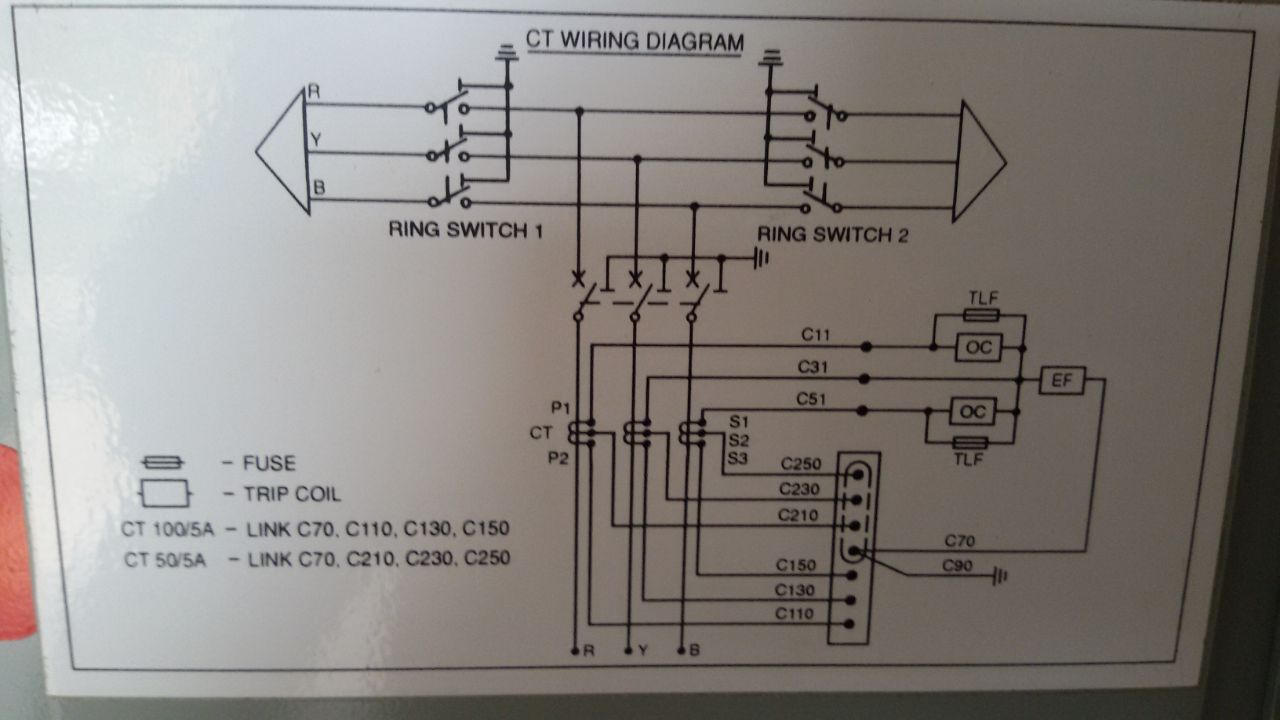 CT WIRING DIAGRAM
R
Y
B
RING SWITCH 1
RING SWITCH 2
TLF
C11
OC
C31
EF
C51
OC
TLF
P1
CT
P2
S1
S2
S3
C250
C230
C210
C70
C90
C150
C130
C110
R Y B
– FUSE
– TRIP COIL
CT 100/5A – LINK C70, C110, C130, C150
CT 50/5A – LINK C70, C210, C230, C250